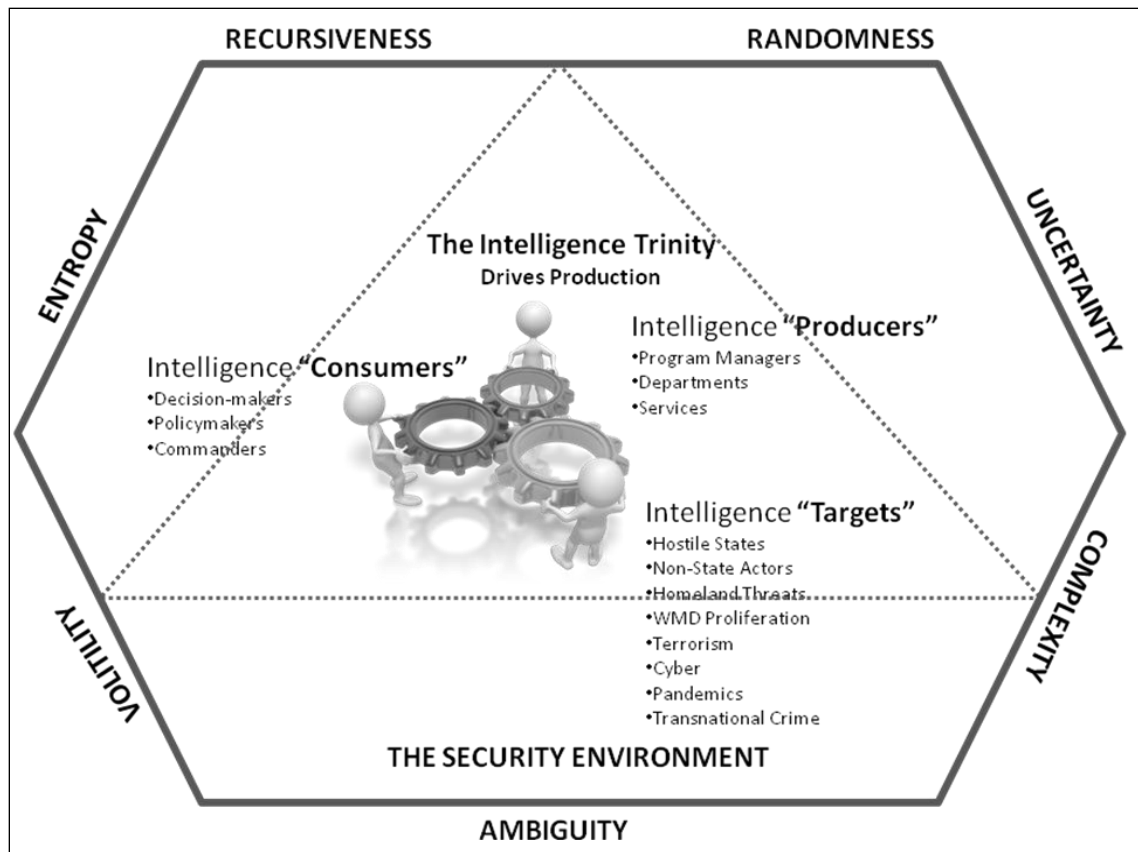 RECURSIVENESS
RANDOMNESS
ENTROPY
UNCERTAINTY
The Intelligence Trinity
Drives Production
Intelligence “Producers”
•Program Managers
•Departments
•Services
Intelligence “Consumers”
•Decision-makers
•Policymakers
•Commanders
Intelligence “Targets”
•Hostile States
•Non-State Actors
•Homeland Threats
•WMD Proliferation
•Terrorism
•Cyber
•Pandemics
•Transnational Crime
VOLITILITY
COMPLEXITY
THE SECURITY ENVIRONMENT
AMBIGUITY